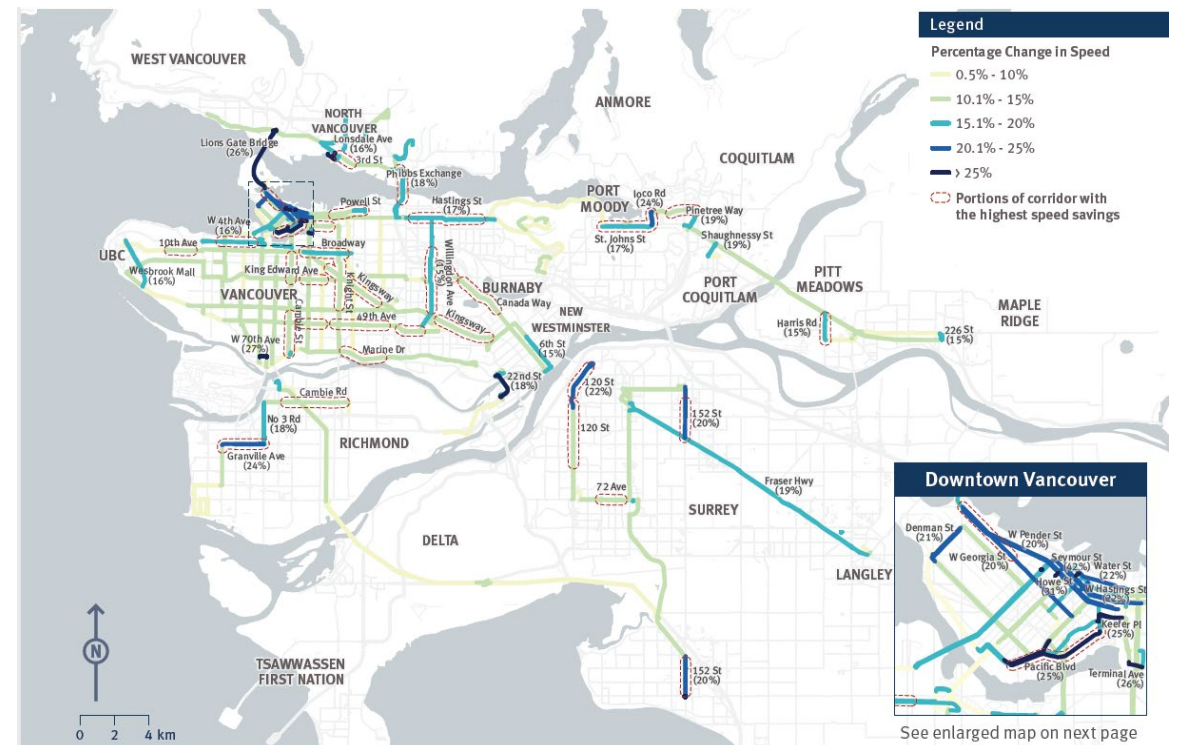 Legend
Percentage Change in Speed
0.5% - 10%
10.1% - 15%
15.1% - 20%
20.1% - 25%
> 25%
Portions of corridor with
the highest speed savings
WEST VANCOUVER
ANMORE
NORTH
VANCOUVER
Lonsdale Ave
(16%)
3rd St
Lions Gate Bridge
(26%)
COQUITLAM
Phibbs Exchange
(18%)
PORT
MOODY
Ioco Rd
(24%)
Powell St
Hastings St
(17%)
Pinetree Way
(19%)
W 4th Ave
(16%)
St. Johns St
(17%)
Shaughnessy St
(19%)
10th Ave
Broadway
UBC
Wesbrook Mall
(16%)
King Edward Ave
Knight St
Kingsway
Willingdon Ave
(15%)
BURNABY
Canada Way
PORT
COQUITLAM
PITT
MEADOWS
VANCOUVER
Cambie St
49th Ave
Kingsway
NEW
WESTMINSTER
MAPLE
RIDGE
Harris Rd
(15%)
226 St
(15%)
W 70th Ave
(27%)
Marine Dr
6th St
(15%)
22nd St
(18%)
120 St
(22%)
Cambie Rd
No 3 Rd
(18%)
152 St
(20%)
120 St
RICHMOND
Granville Ave
(24%)
72 Ave
Fraser Hwy
(19%)
SURREY
DELTA
LANGLEY
TSAWWASSEN
FIRST NATION
152 St
(20%)
N
0 2 4 km
Downtown Vancouver
Denman St
(21%)
W Pender St
(20%)
W Georgia St
(20%)
Seymour St
(42%)
Water St
(22%)
Howe St
(31%)
W Hastings St
(22%)
Keefer Pl
(25%)
Pacific Blvd
(25%)
Terminal Ave
(26%)
See enlarged map on next page